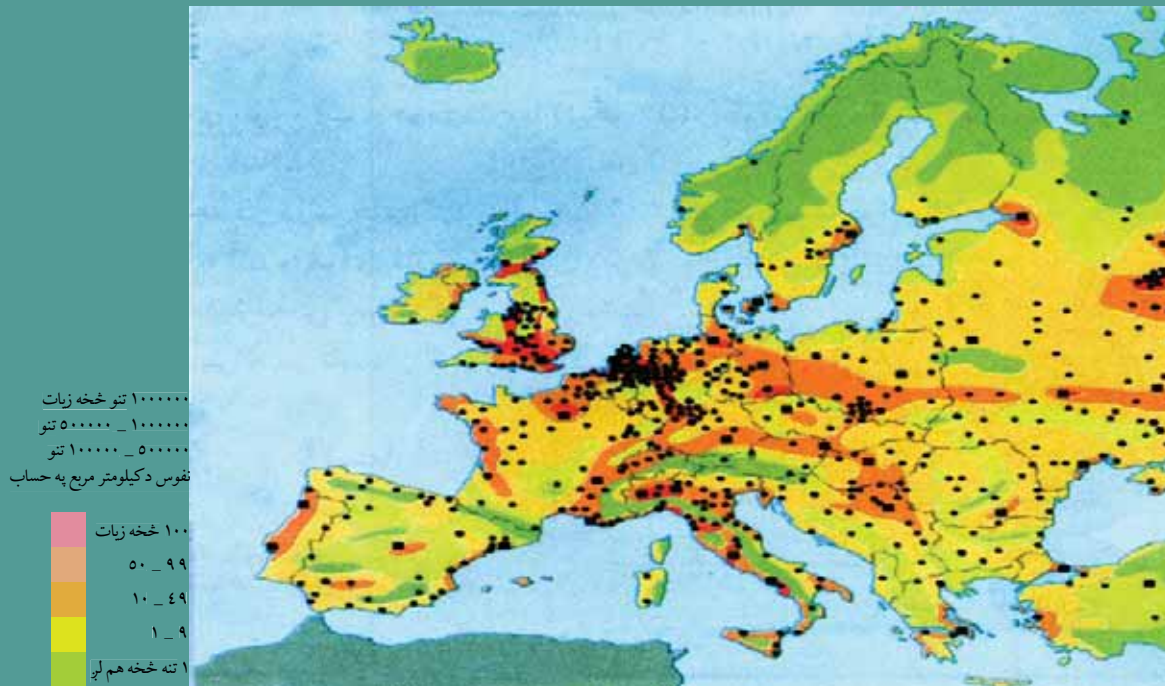 ۱۰۰۰۰۰۰ تنو څخه زیات
۱۰۰۰۰۰۰ _ ۵۰۰۰۰۰ تنو
۵۰۰۰۰۰ _ ۱۰۰۰۰۰ تنو
نفوس د کیلومتر مربع په حساب
۱۰۰ څخه زیات
۹۹ _ ۵۰
٤۹ _ ۱۰
۹ _ ۱
۱ تنه څخه هم لږ